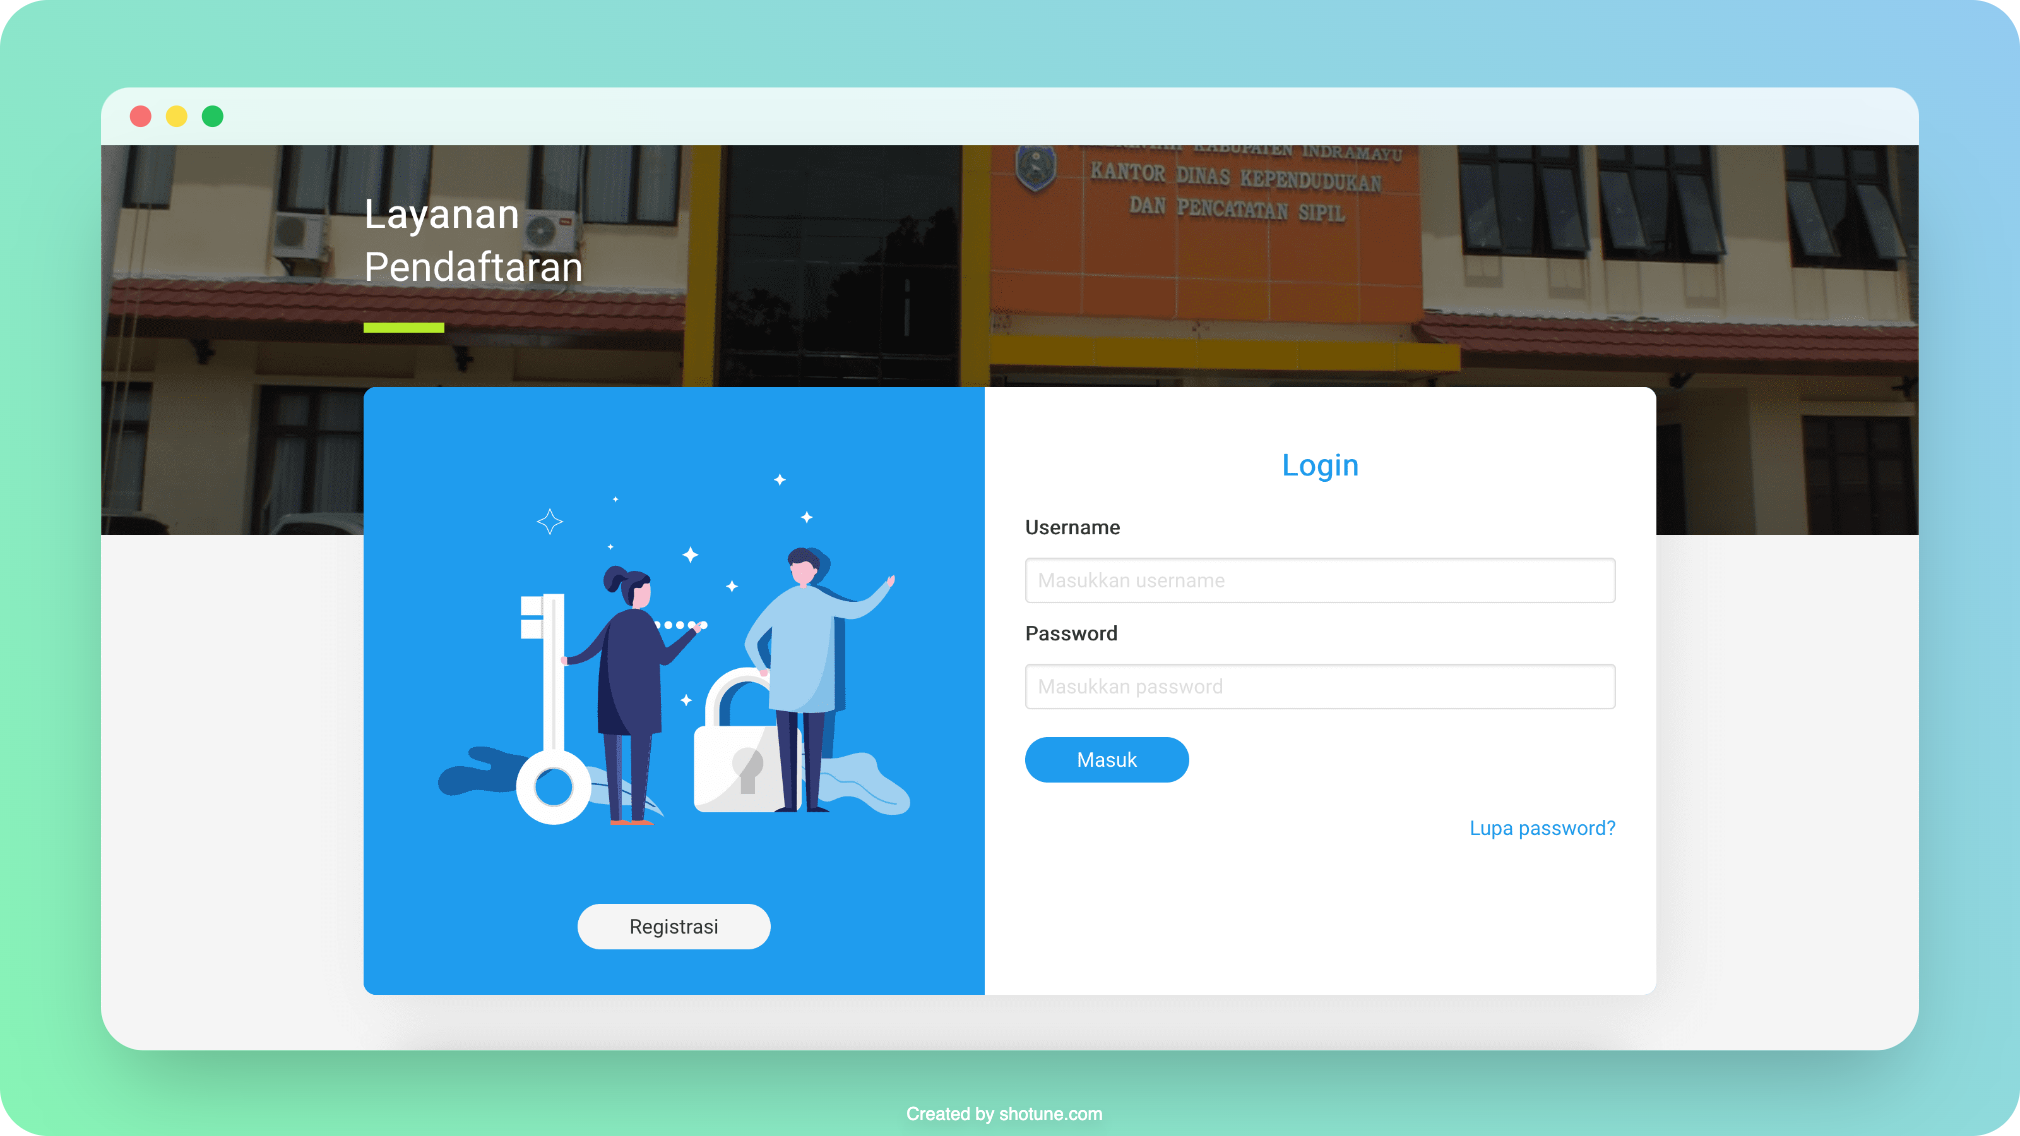 PEMERINTAH KABUPATEN INDRAMAYU
KANTOR DINAS KEPENDUDUKAN
DAN PENCATATAN SIPIL
Layanan
Pendaftaran
Login
Username
Masukkan username
Password
Masukkan password
Masuk
Lupa password?
Registrasi
Created by shotune.com